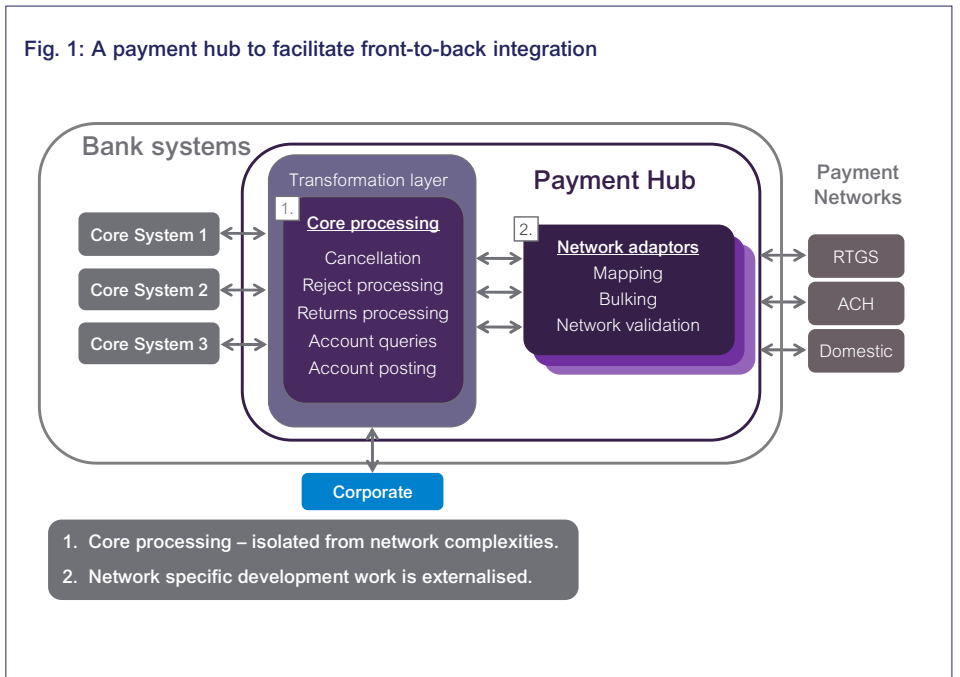 Fig. 1: A payment hub to facilitate front-to-back integration
Bank systems
Transformation layer
1.
Core processing
Cancellation
Reject processing
Returns processing
Account queries
Account posting
Core System 1
Core System 2
Core System 3
Payment Hub
2.
Network adaptors
Mapping
Bulking
Network validation
Payment
Networks
RTGS
ACH
Domestic
Corporate
1. Core processing – isolated from network complexities.
2. Network specific development work is externalised.